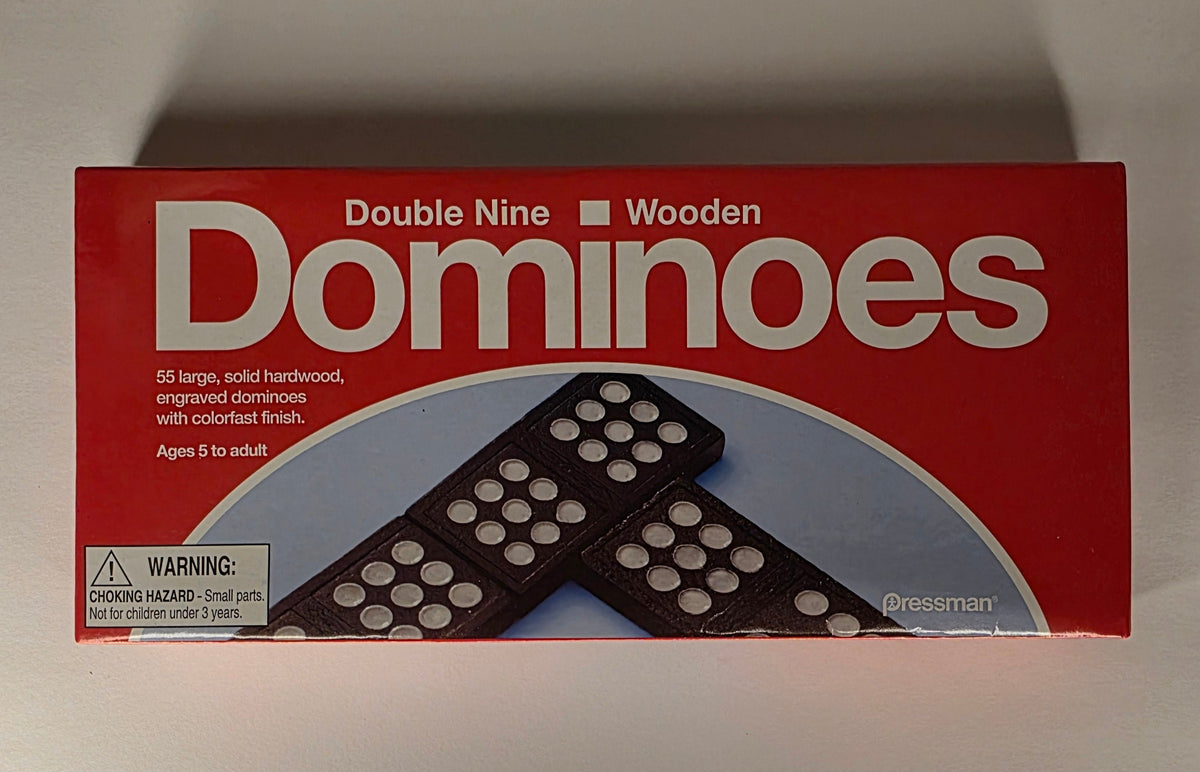 Double Nine Wooden
Dominoes
55 large, solid hardwood,
engraved dominoes
with colorfast finish.
Ages 5 to adult
WARNING:
CHOKING HAZARD - Small parts.
Not for children under 3 years.
Pressman®